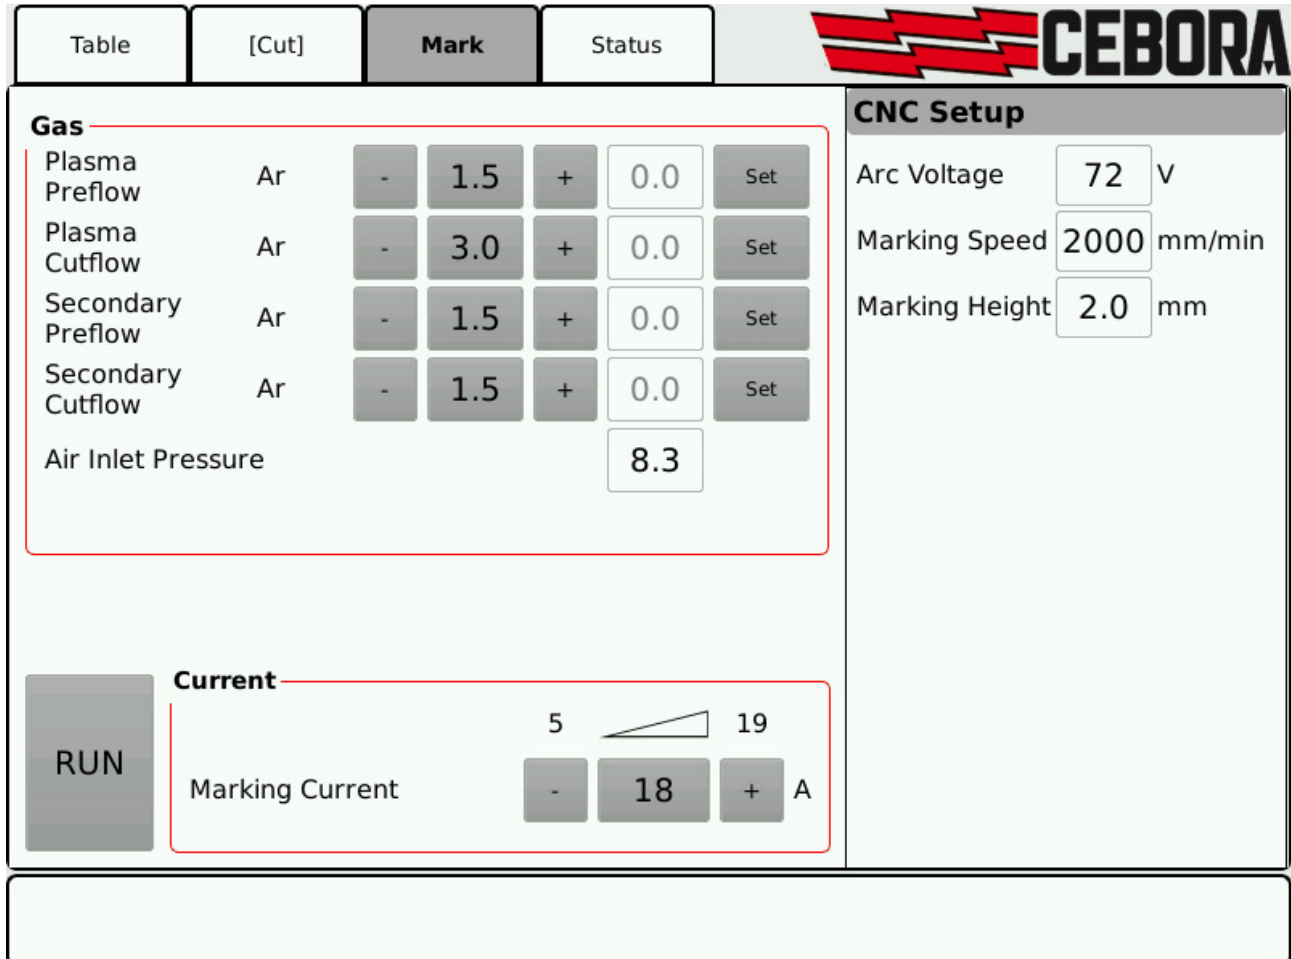 Table [Cut] Mark Status CEBORA
Gas
Plasma
Preflow Ar - 1.5 + 0.0 Set
Plasma
Cutflow Ar - 3.0 + 0.0 Set
Secondary
Preflow Ar - 1.5 + 0.0 Set
Secondary
Cutflow Ar - 1.5 + 0.0 Set
Air Inlet Pressure 8.3
CNC Setup
Arc Voltage 72 V
Marking Speed 2000 mm/min
Marking Height 2.0 mm
RUN
Current
5 19
Marking Current - 18 + A